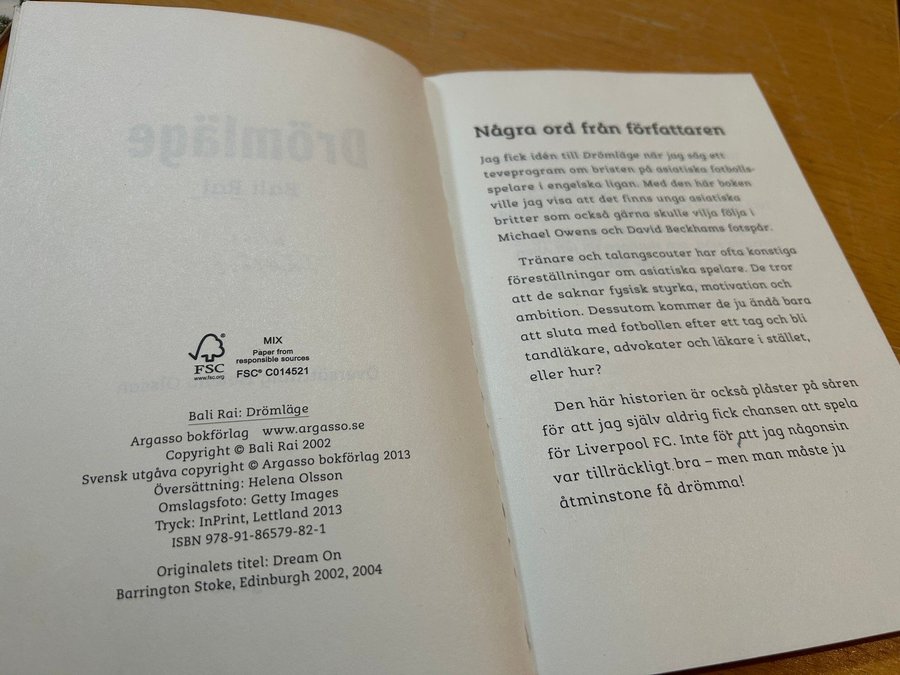 Drömläge
Bali Rai
FSC
www.fsc.org
MIX
Paper from
responsible sources
FSC® C014521
Bali Rai: Drömläge
Argasso bokförlag www.argasso.se
Copyright © Bali Rai 2002
Svensk utgåva copyright © Argasso bokförlag 2013
Översättning: Helena Olsson
Omslagsfoto: Getty Images
Tryck: InPrint, Lettland 2013
ISBN 978-91-86579-82-1
Originalets titel: Dream On
Barrington Stoke, Edinburgh 2002, 2004
Några ord från författaren
Jag fick idén till Drömläge när jag såg ett
teveprogram om bristen på asiatiska fotbolls-
spelare i engelska ligan. Med den här boken
ville jag visa att det finns unga asiatiska
britter som också gärna skulle vilja följa i
Michael Owens och David Beckhams fotspår.
Tränare och talangscouter har ofta konstiga
föreställningar om asiatiska spelare. De tror
att de saknar fysisk styrka, motivation och
ambition. Dessutom kommer de ju ändå bara
att sluta med fotbollen efter ett tag och bli
tandläkare, advokater och läkare i stället,
eller hur?
Den här historien är också plåster på såren
för att jag själv aldrig fick chansen att spela
för Liverpool FC. Inte för att jag någonsin
var tillräckligt bra – men man måste ju
åtminstone få drömma!